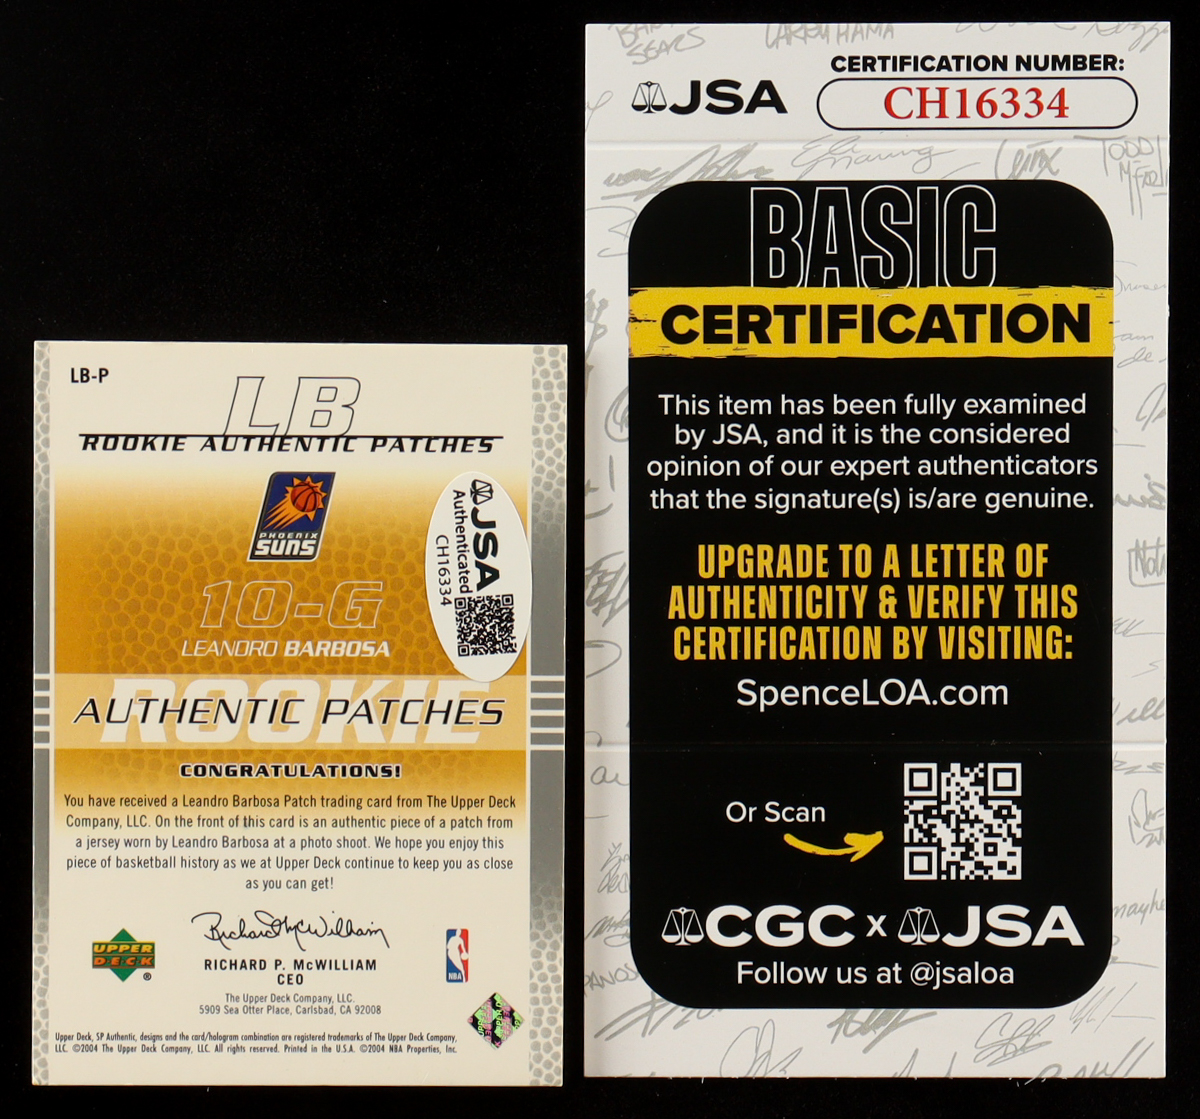 LB-P
LB
ROOKIE AUTHENTIC PATCHES
PHOENIX
SUNS
10-G
LEANDRO BARBOSA
JSA
Authenticated
CH16334
ROOKIE
AUTHENTIC PATCHES
CONGRATULATIONS!
You have received a Leandro Barbosa Patch trading card from The Upper Deck
Company, LLC. On the front of this card is an authentic piece of a patch from
a jersey worn by Leandro Barbosa at a photo shoot. We hope you enjoy this
piece of basketball history as we at Upper Deck continue to keep you as close
as you can get!
Richard P. McWilliam
UPPER
DECK
®
RICHARD P. McWILLIAM
CEO
NBA
The Upper Deck Company, LLC.
5909 Sea Otter Place, Carlsbad, CA 92008
Upper Deck, SP Authentic, designs and the card/hologram combination are registered trademarks of The Upper Deck Company,
LLC. ©2004 The Upper Deck Company, LLC. All rights reserved. Printed in the U.S.A. ©2004 NBA Properties, Inc.
LARRY HAMA
SEARS
JSA
CERTIFICATION NUMBER:
CH16334
TODD
BASIC
CERTIFICATION
This item has been fully examined
by JSA, and it is the considered
opinion of our expert authenticators
that the signature(s) is/are genuine.
UPGRADE TO A LETTER OF
AUTHENTICITY & VERIFY THIS
CERTIFICATION BY VISITING:
SpenceLOA.com
Or Scan
CGC x JSA
Follow us at @jsaloa